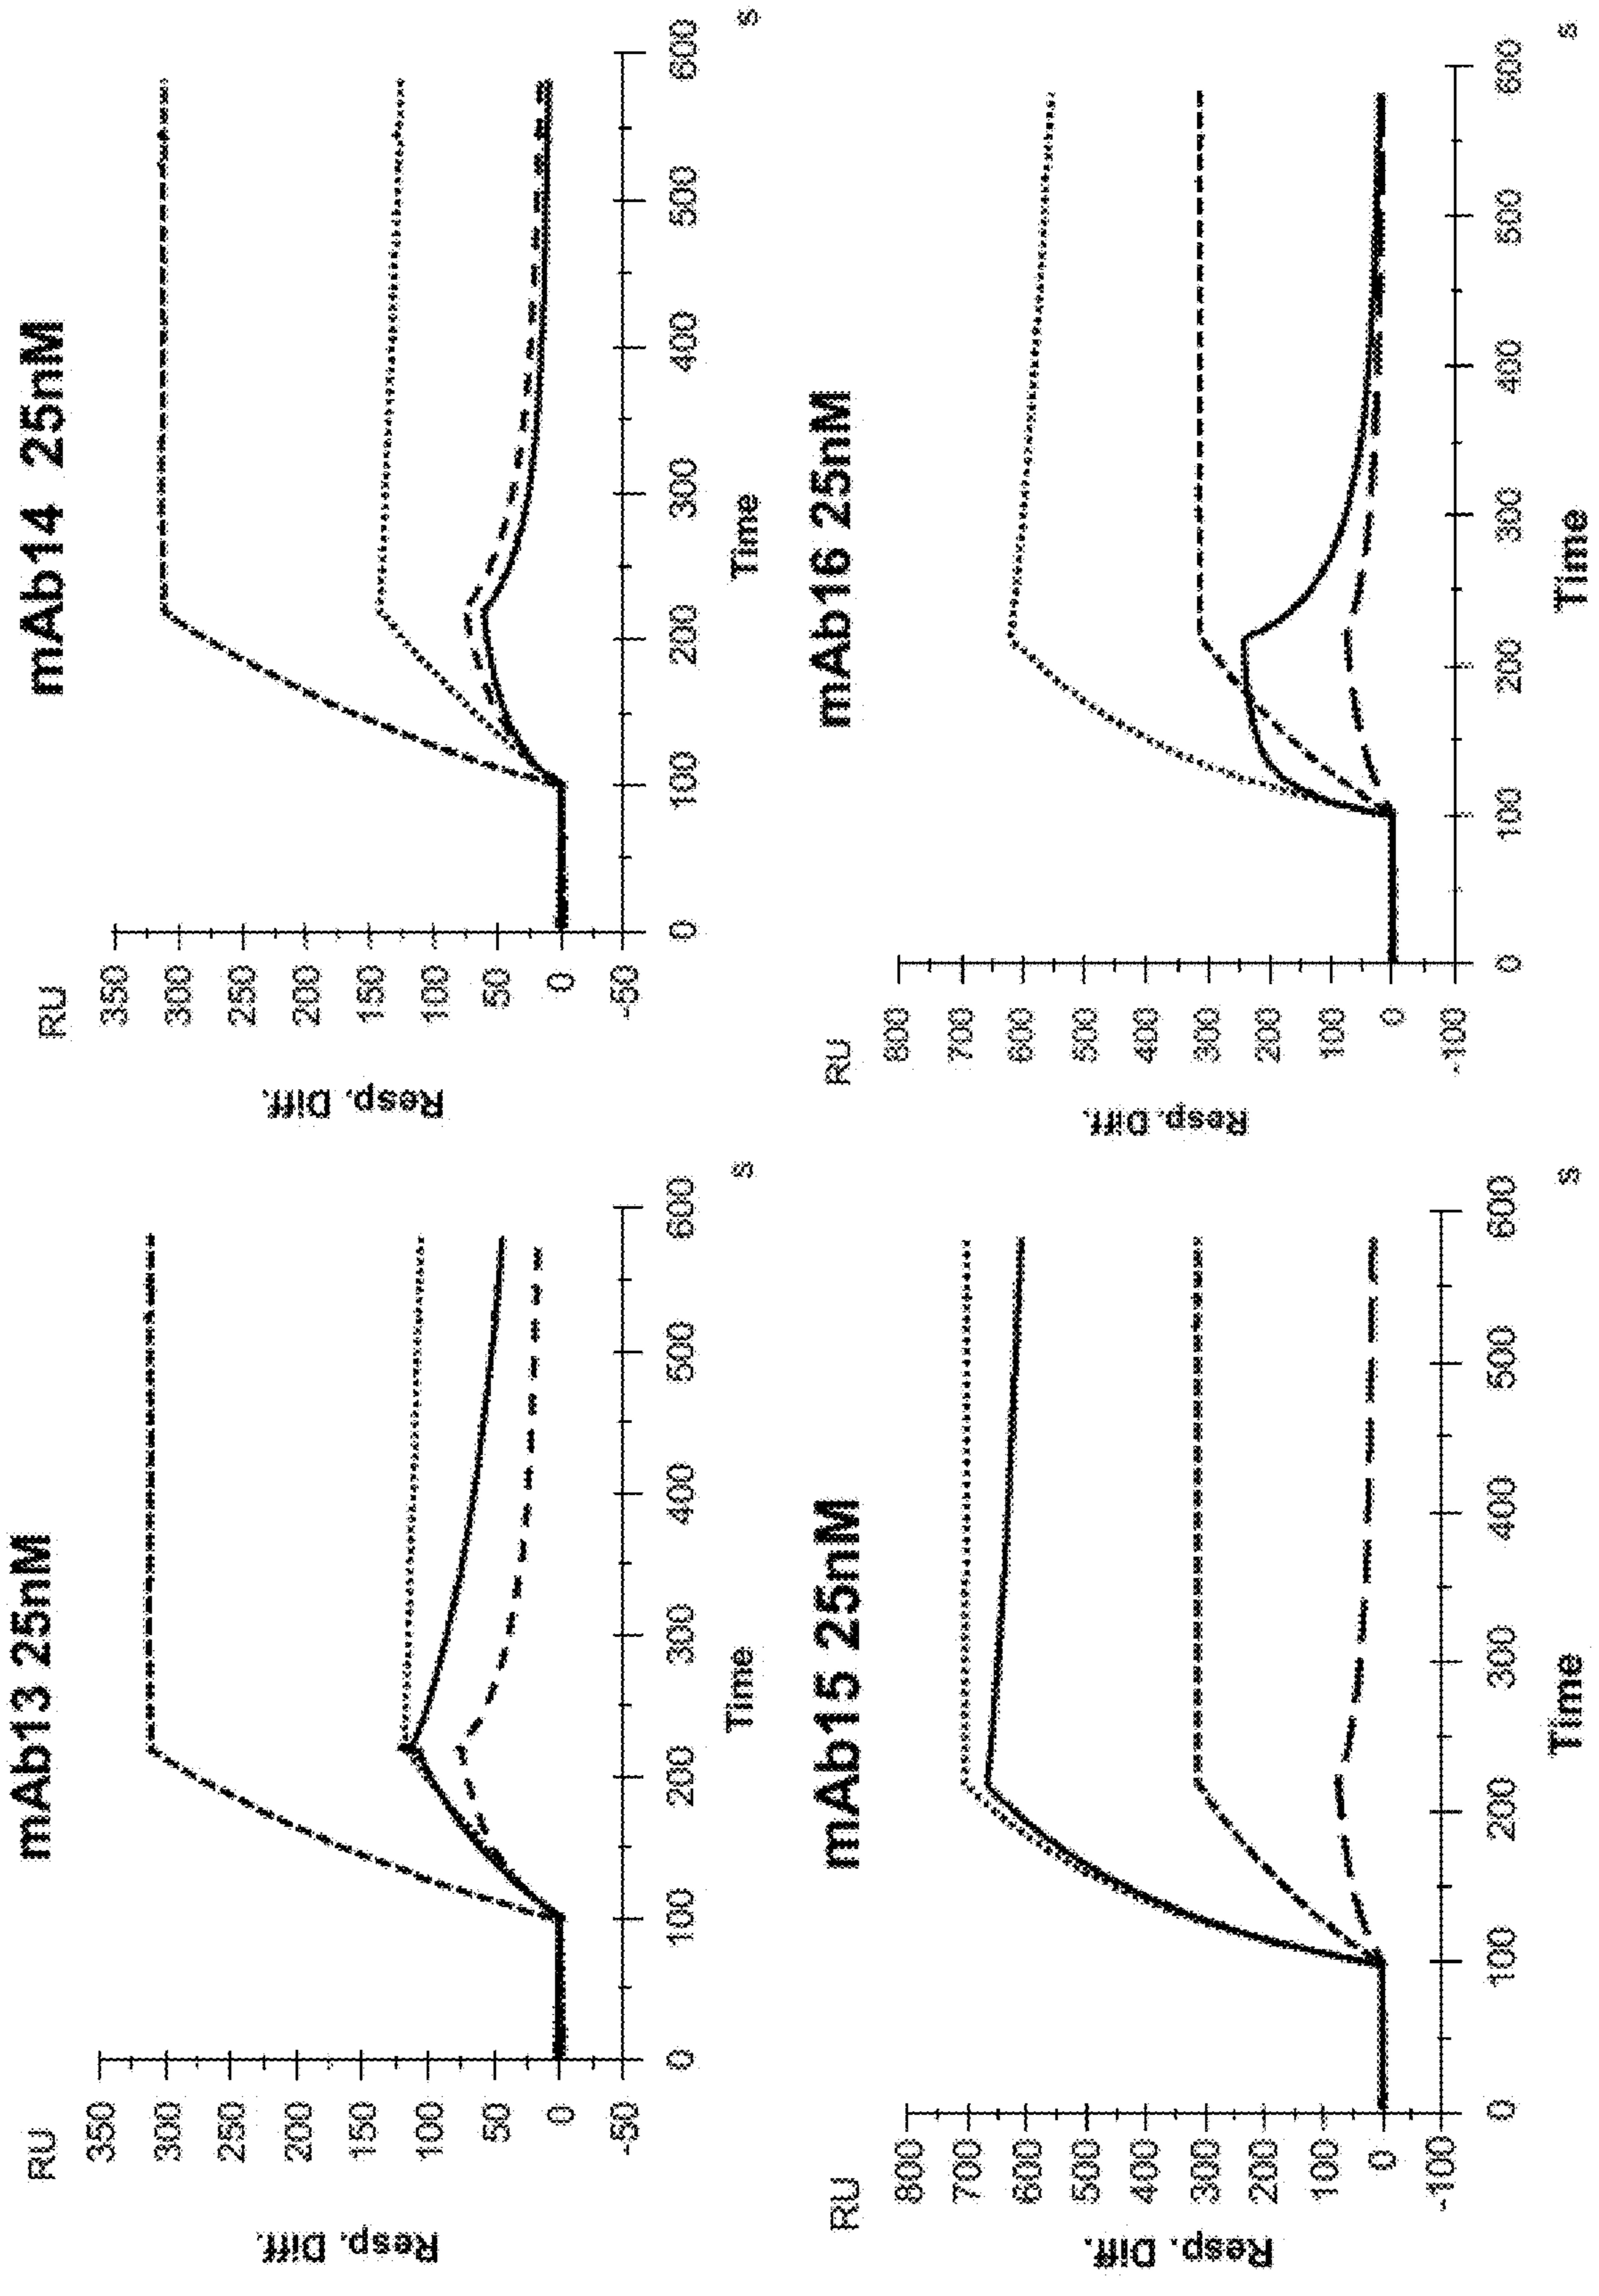 mAb13 25nM
RU
350
300
250
200
150
100
50
0
-50
Resp. Diff.
0 100 200 300 400 500 600
Time s
mAb14 25nM
RU
350
300
250
200
150
100
50
0
-50
Resp. Diff.
0 100 200 300 400 500 600
Time s
mAb15 25nM
RU
800
700
600
500
400
300
200
100
0
-100
Resp. Diff.
0 100 200 300 400 500 600
Time s
mAb16 25nM
RU
800
700
600
500
400
300
200
100
0
-100
Resp. Diff.
0 100 200 300 400 500 600
Time s